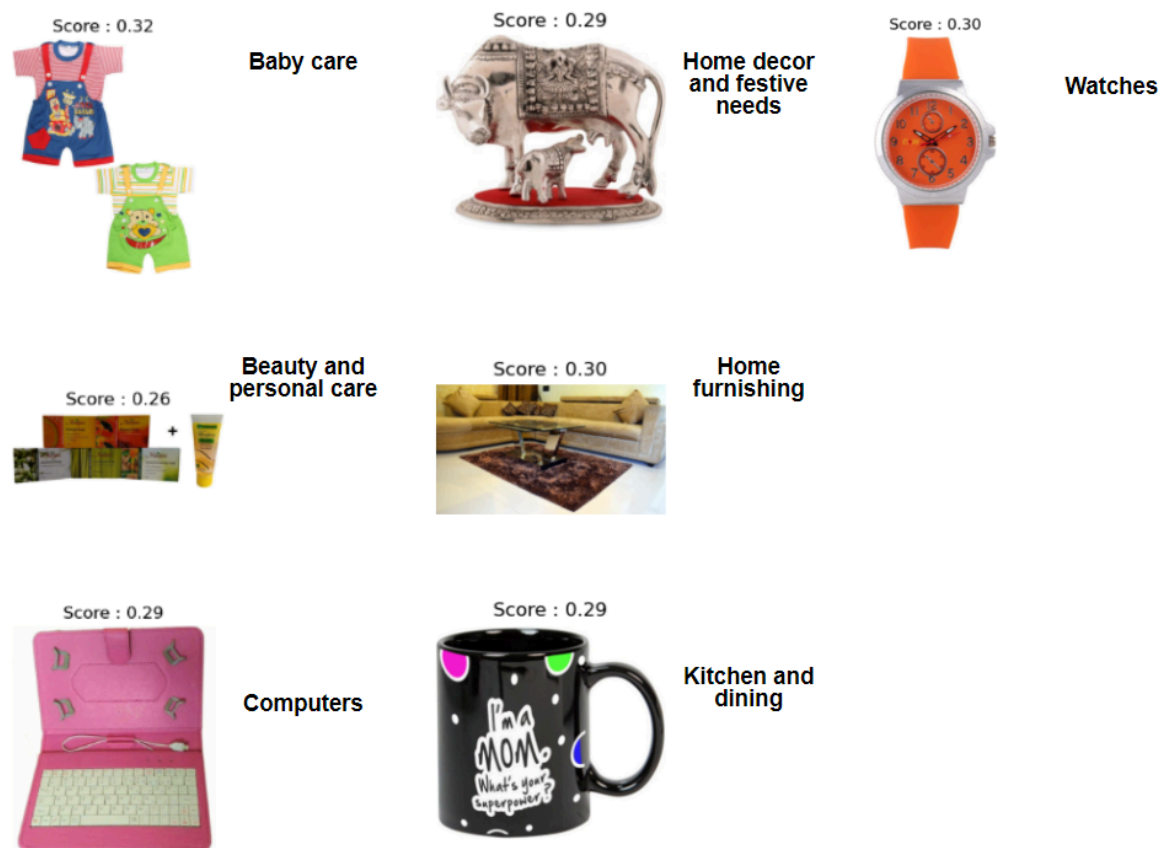 Score : 0.32
Baby care
Score : 0.29
Home decor
and festive
needs
Score : 0.30
Watches
Score : 0.26
Beauty and
personal care
+
Score : 0.30
Home
furnishing
Score : 0.29
Computers
Score : 0.29
I'm a
MOM.
What's your
superpower?
Kitchen and
dining